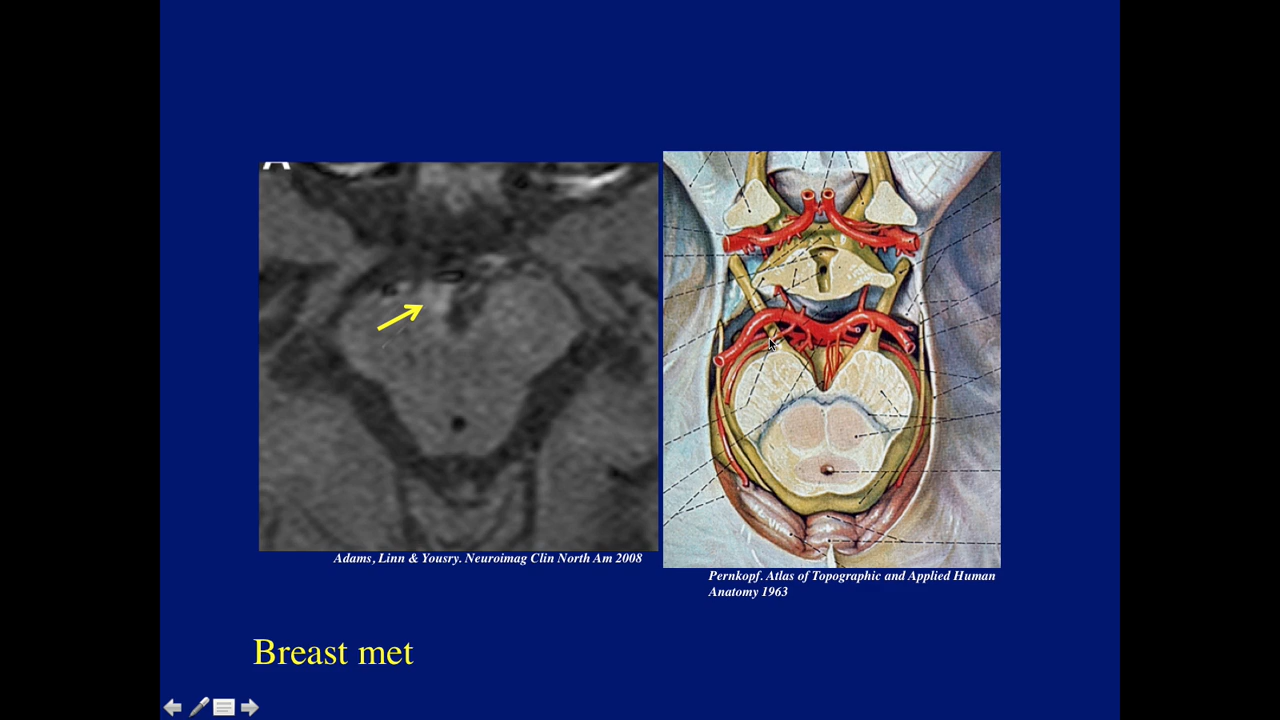 A
Adams, Linn & Yousry. Neuroimag Clin North Am 2008
Pernkopf. Atlas of Topographic and Applied Human
Anatomy 1963
Breast met